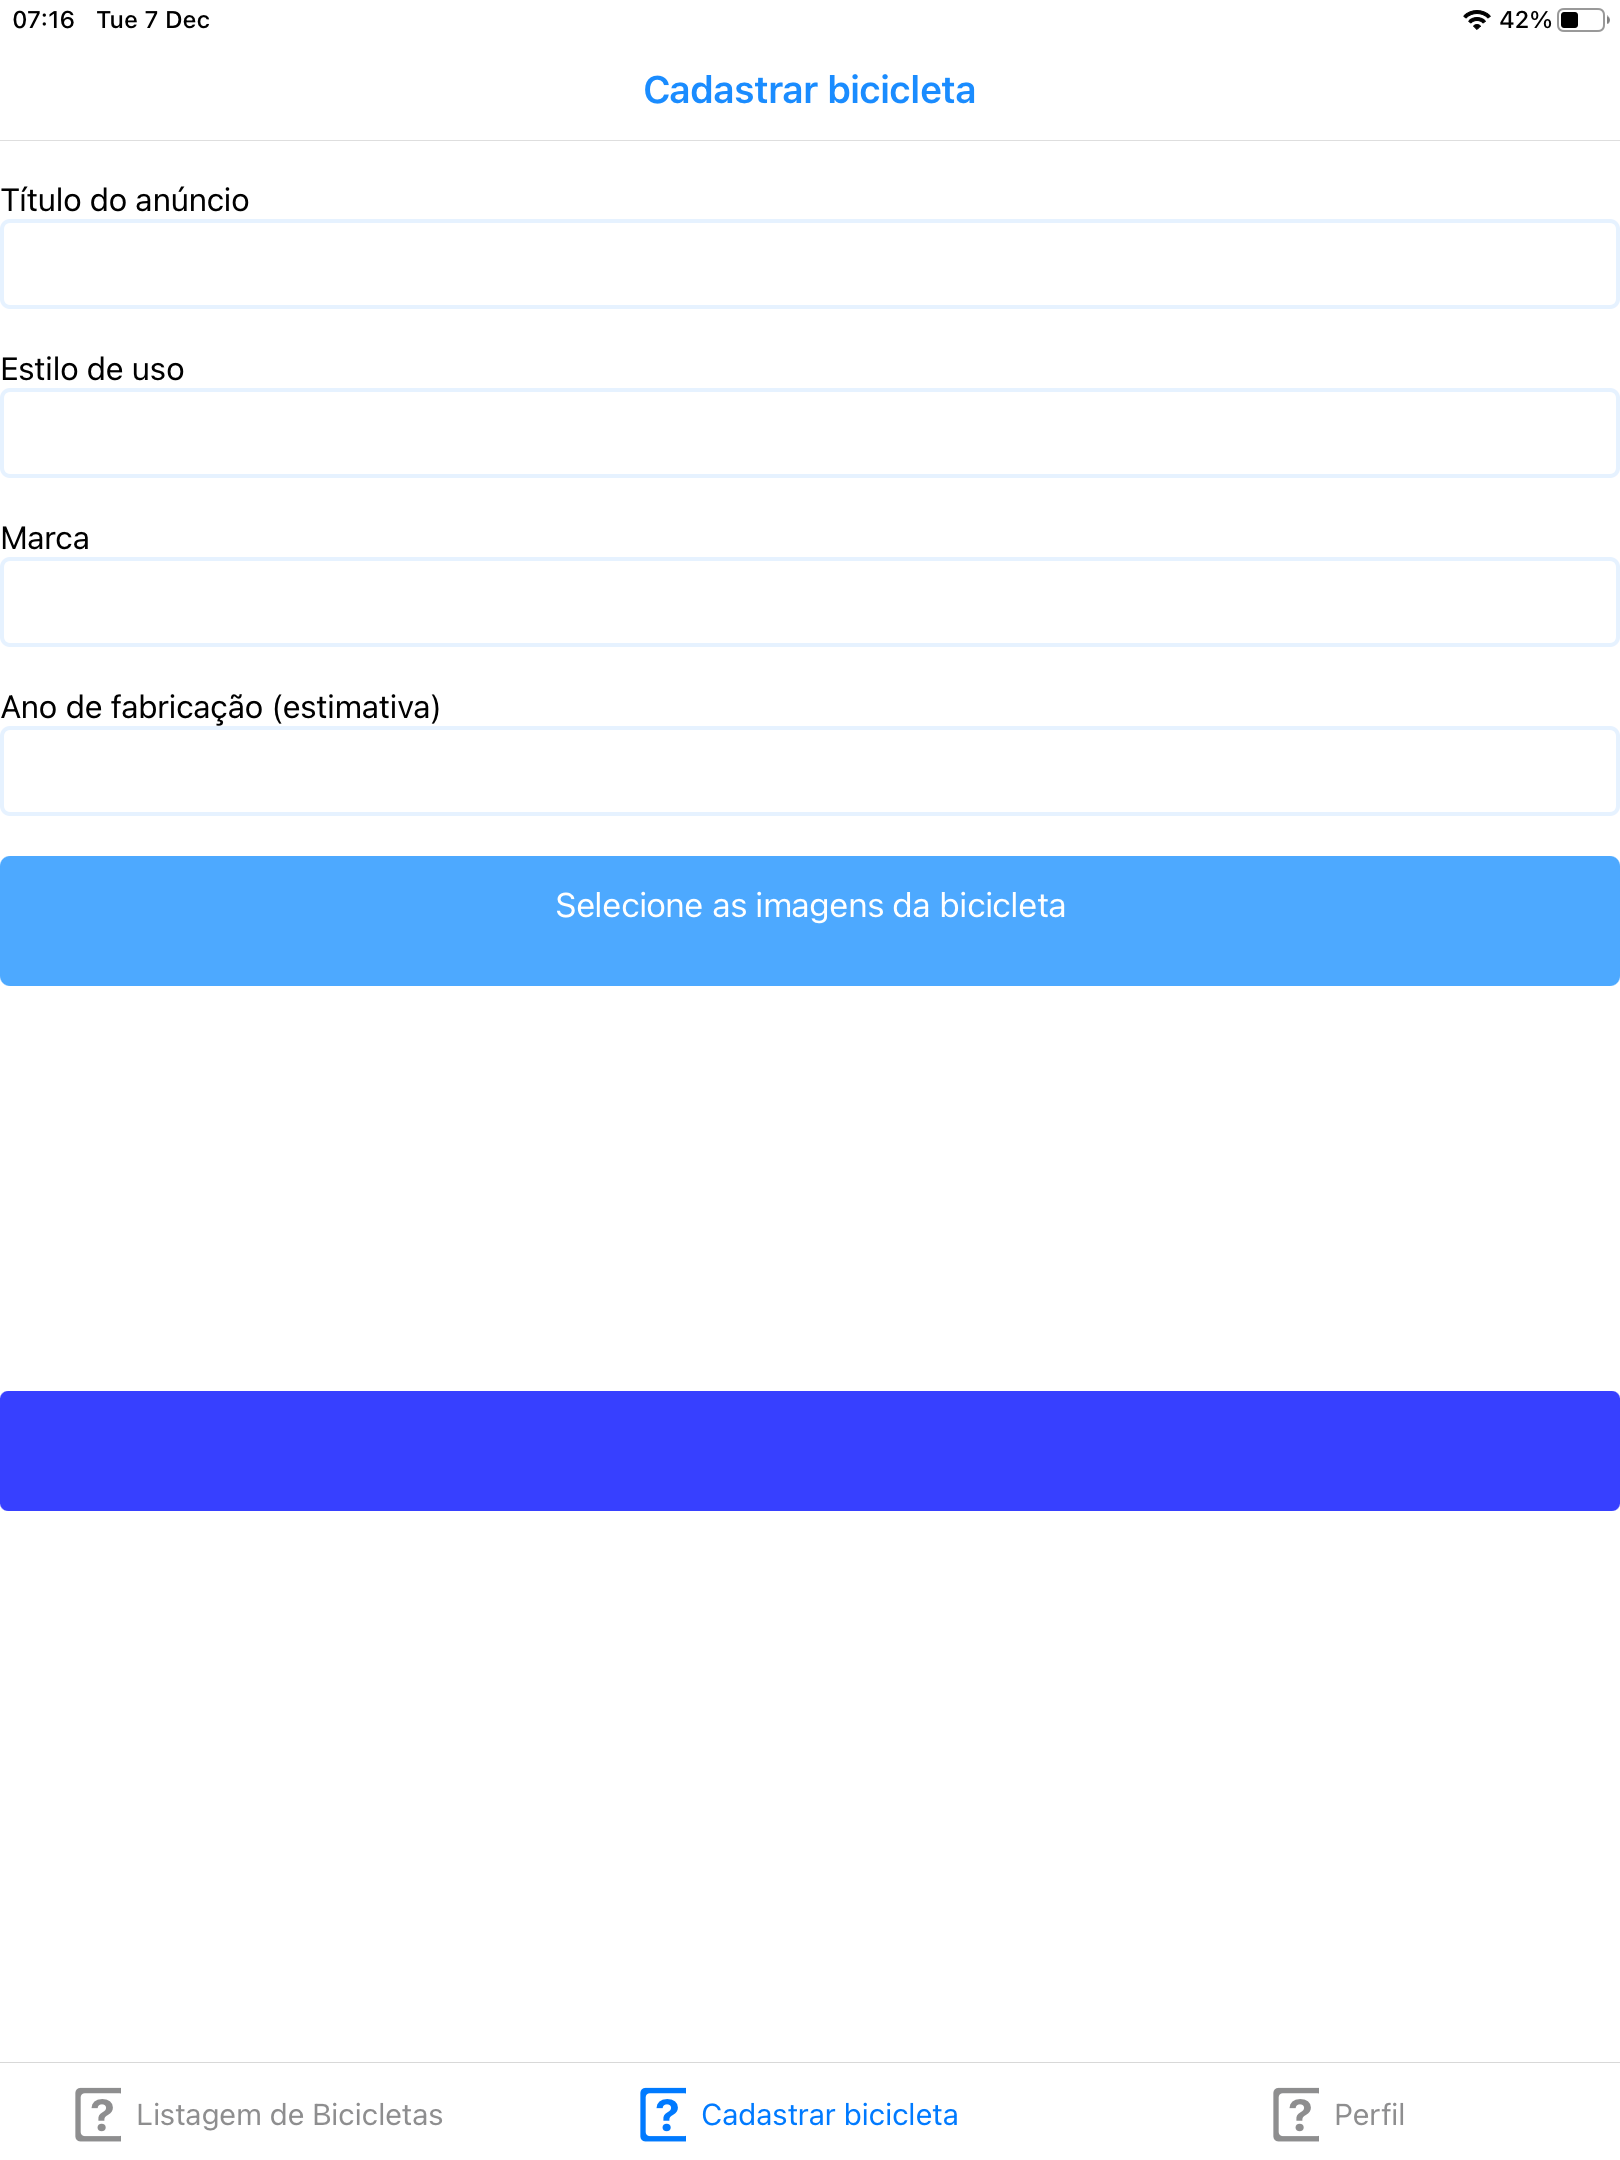 07:16 Tue 7 Dec 42%
Cadastrar bicicleta
Título do anúncio
Estilo de uso
Marca
Ano de fabricação (estimativa)
Selecione as imagens da bicicleta
? Listagem de Bicicletas ? Cadastrar bicicleta ? Perfil